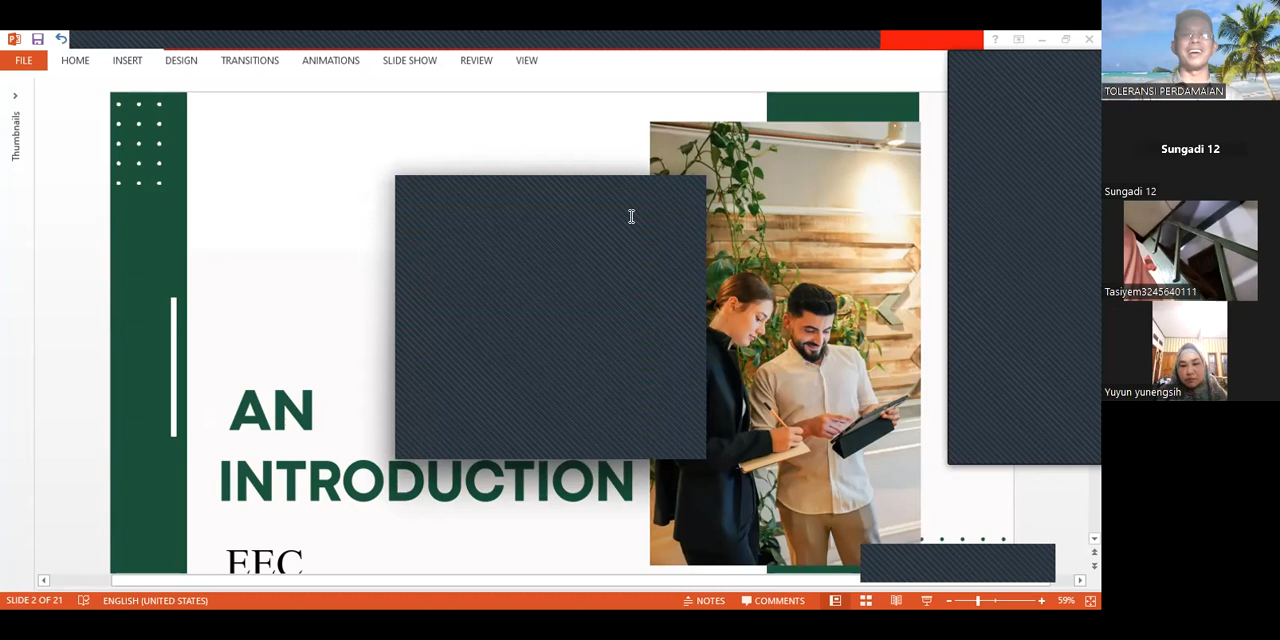 FILE HOME INSERT DESIGN TRANSITIONS ANIMATIONS SLIDE SHOW REVIEW VIEW
Thumbnails
AN
INTRODUCTION
EEC
SLIDE 2 OF 21 ENGLISH (UNITED STATES) NOTES COMMENTS 59%
TOLERANSI PERDAMAIAN
Sungadi 12
Sungadi 12
Tasiyem3245640111
Yuyun yunengsih